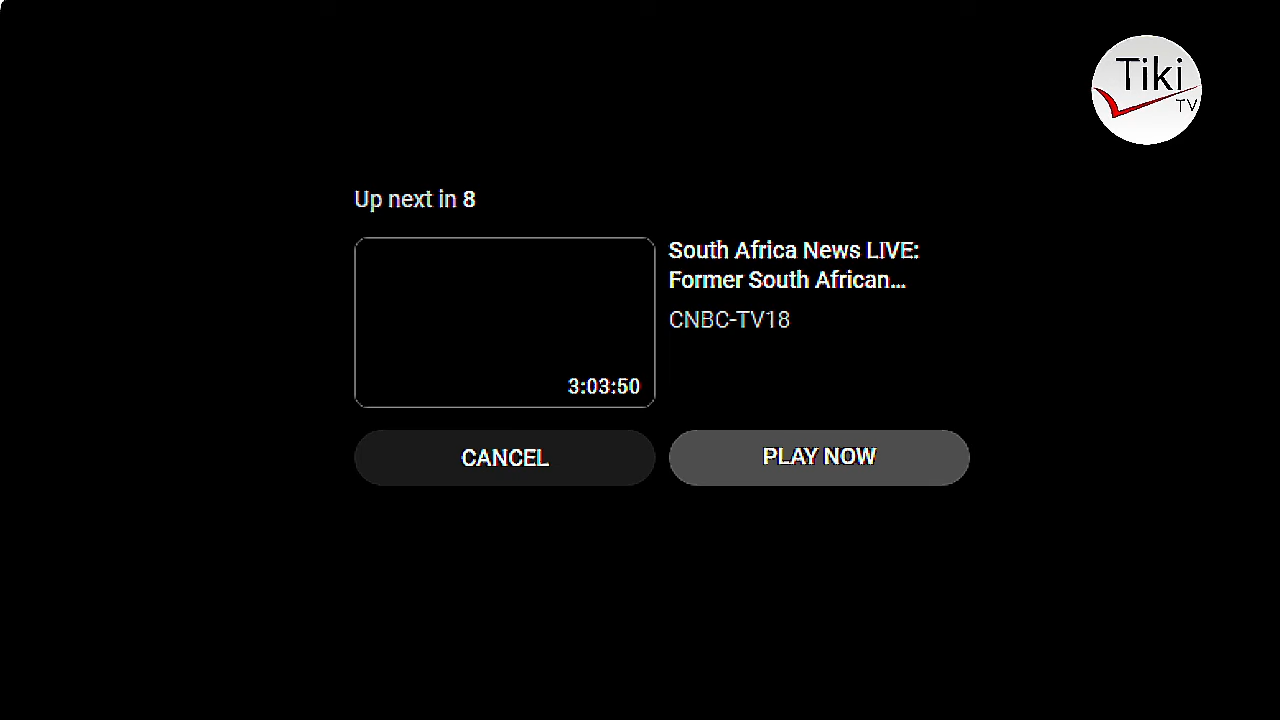 Tiki
TV
Up next in 8
South Africa News LIVE:
Former South African...
CNBC-TV18
3:03:50
CANCEL
PLAY NOW